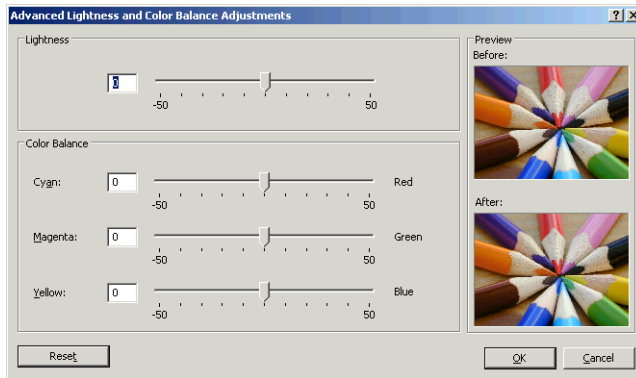 Advanced Lightness and Color Balance Adjustments
Lightness
0
-50 50
Color Balance
Cyan: 0 Red
-50 50
Magenta: 0 Green
-50 50
Yellow: 0 Blue
-50 50
Preview
Before:
After:
Reset
OK
Cancel